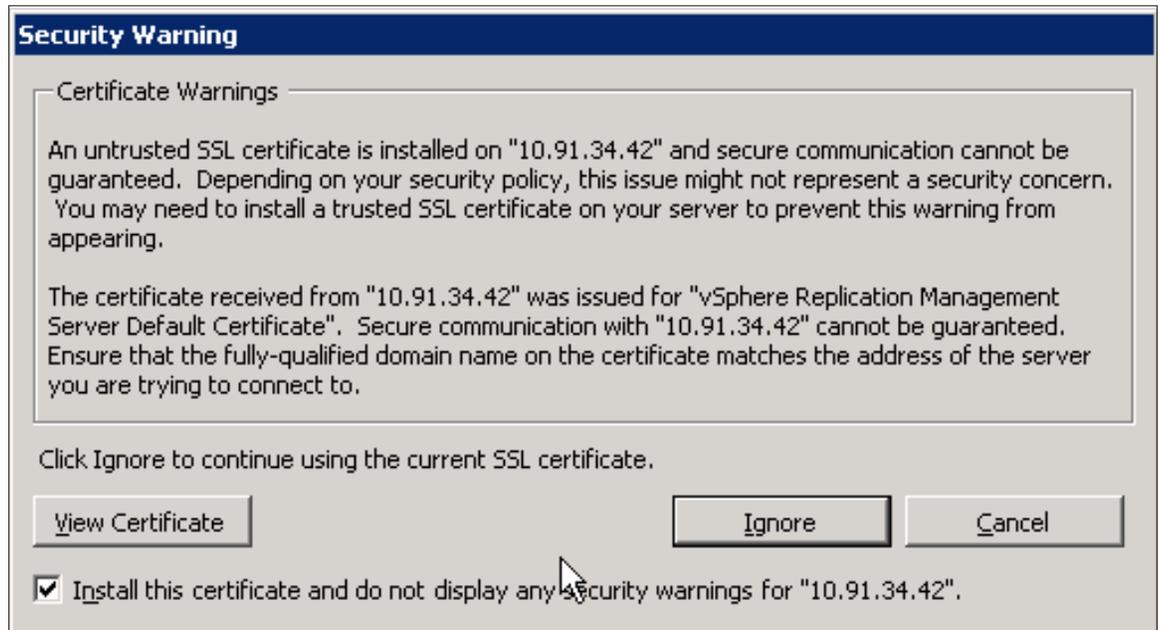 Security Warning
Certificate Warnings
An untrusted SSL certificate is installed on "10.91.34.42" and secure communication cannot be
guaranteed.  Depending on your security policy, this issue might not represent a security concern.
You may need to install a trusted SSL certificate on your server to prevent this warning from
appearing.
The certificate received from "10.91.34.42" was issued for "vSphere Replication Management
Server Default Certificate".  Secure communication with "10.91.34.42" cannot be guaranteed.
Ensure that the fully-qualified domain name on the certificate matches the address of the server
you are trying to connect to.
Click Ignore to continue using the current SSL certificate.
View Certificate Ignore Cancel
Install this certificate and do not display any security warnings for "10.91.34.42".